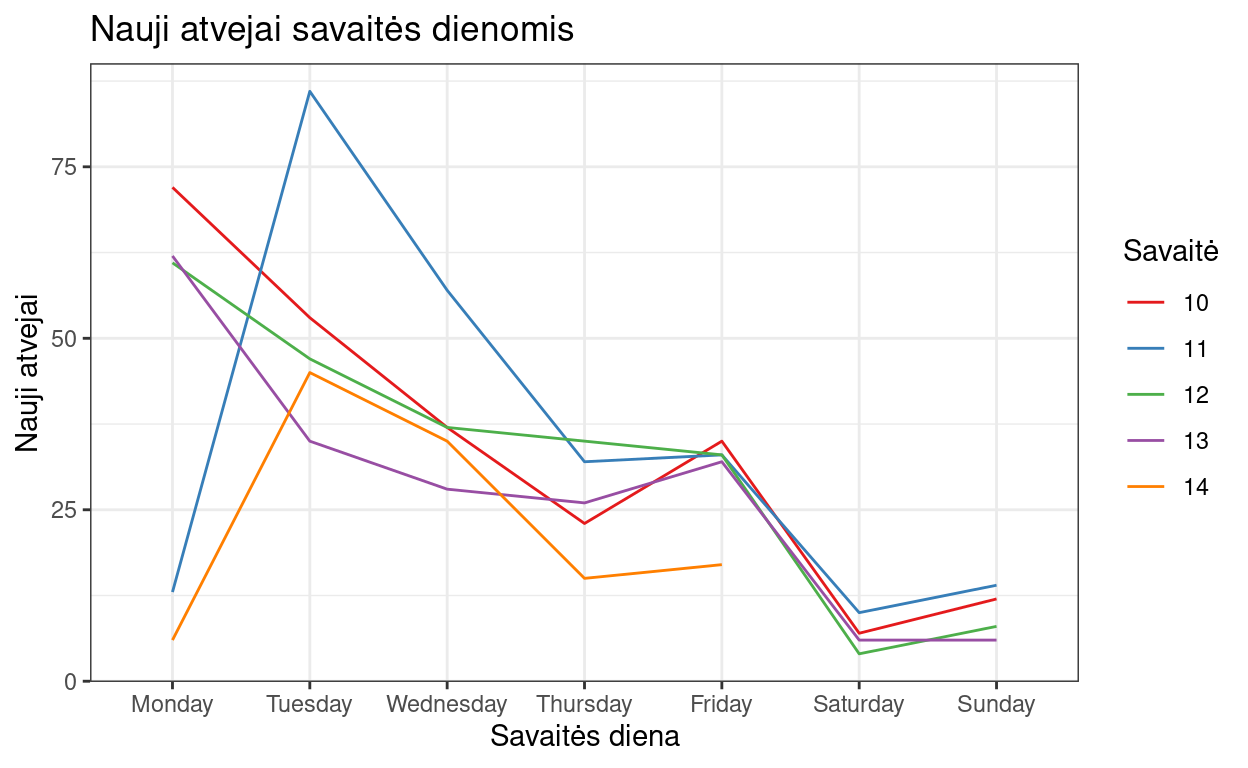 Nauji atvejai savaitės dienomis
Nauji atvejai
75
50
25
0
Monday Tuesday Wednesday Thursday Friday Saturday Sunday
Savaitės diena
Savaitė
10
11
12
13
14